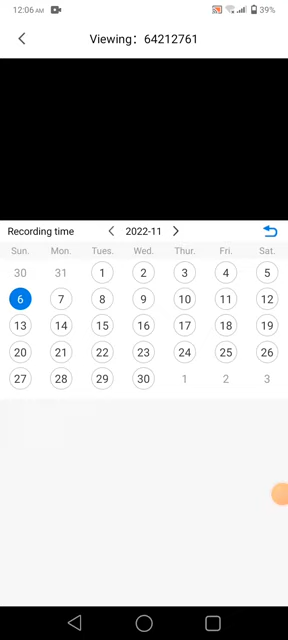 12:06 AM 39%
Viewing: 64212761
Recording time 2022-11
Sun. Mon. Tues. Wed. Thur. Fri. Sat.
30 31 1 2 3 4 5
6 7 8 9 10 11 12
13 14 15 16 17 18 19
20 21 22 23 24 25 26
27 28 29 30 1 2 3